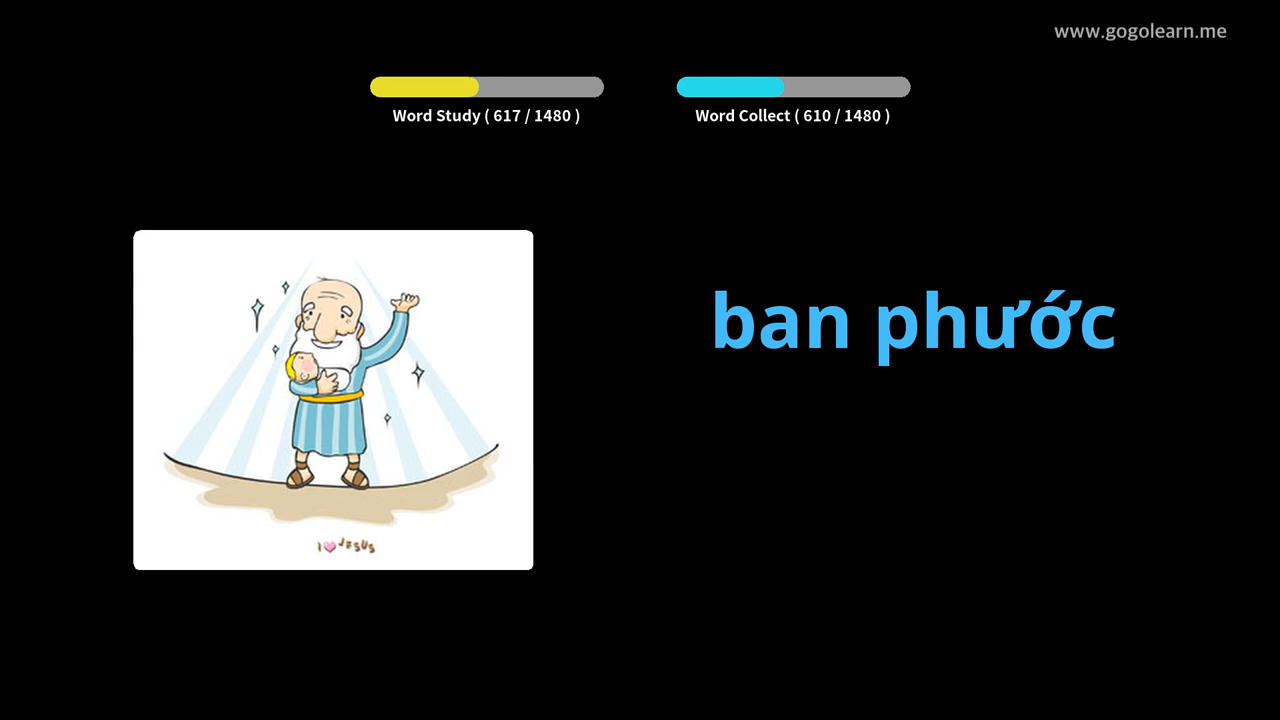 www.gogolearn.me
Word Study ( 617 / 1480 )
Word Collect ( 610 / 1480 )
ban phước
I JESUS